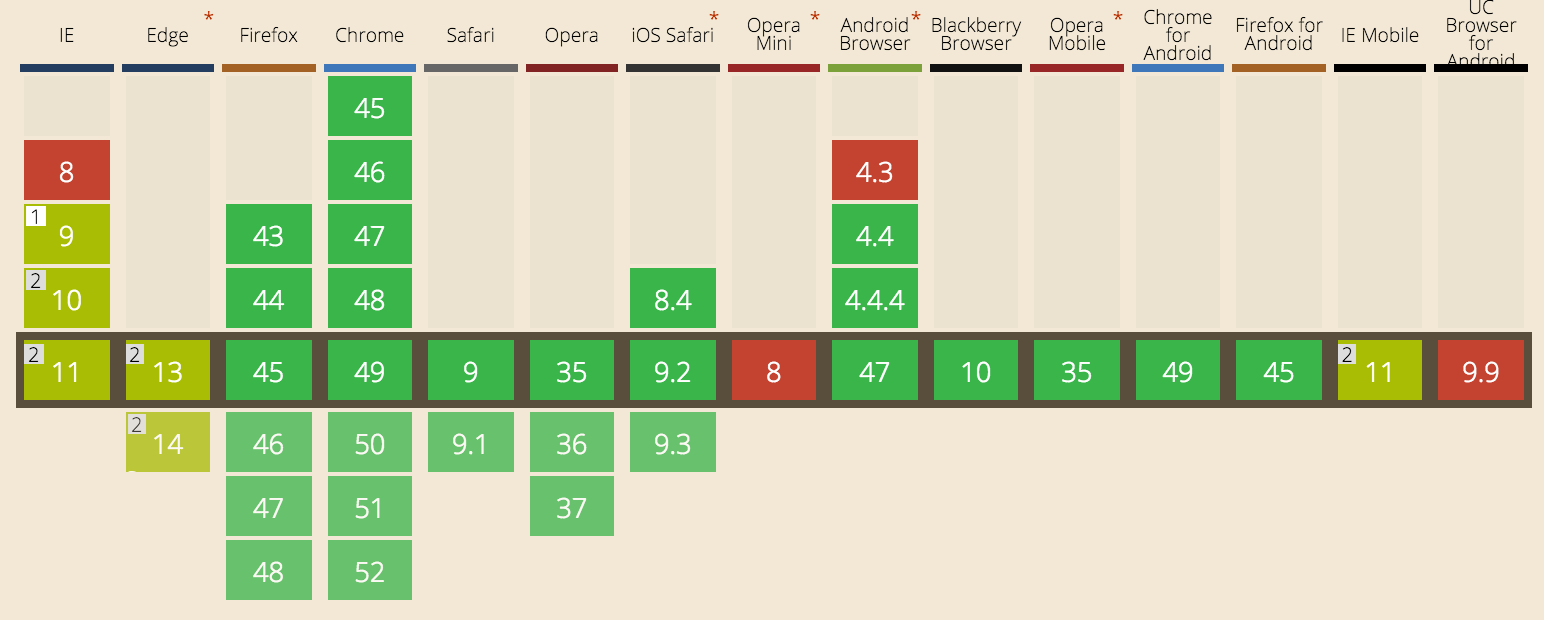 IE Edge * Firefox Chrome Safari Opera iOS Safari * Opera Mini * Android Browser * Blackberry Browser Opera Mobile * Chrome for Android Firefox for Android IE Mobile UC Browser for Android
45
8 46 4.3
1 9 43 47 4.4
2 10 44 48 8.4 4.4.4
2 11 2 13 45 49 9 35 9.2 8 47 10 35 49 45 2 11 9.9
2 14 46 50 9.1 36 9.3
47 51 37
48 52